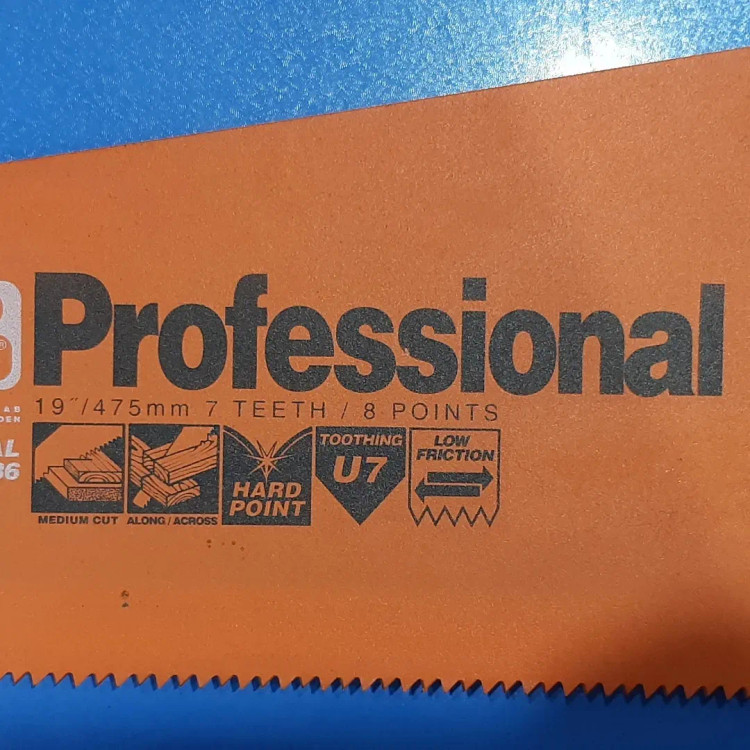 Professional
19″/475mm 7 TEETH / 8 POINTS
MEDIUM CUT
ALONG/ACROSS
HARD
POINT
TOOTHING
U7
LOW
FRICTION
®